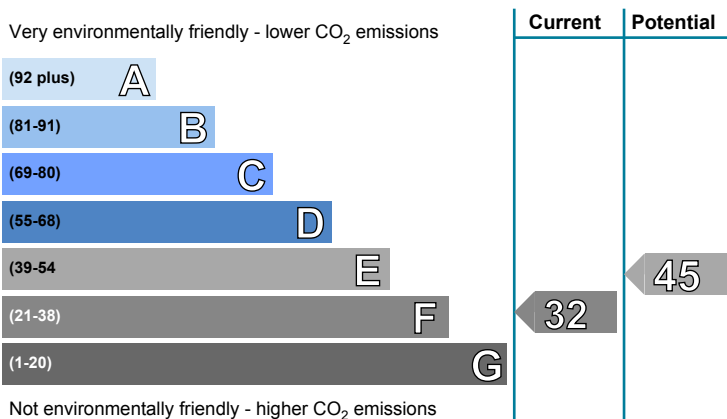 Current Potential
Very environmentally friendly - lower CO₂ emissions
(92 plus) A
(81-91) B
(69-80) C
(55-68) D
(39-54 E
45
(21-38) F
32
(1-20) G
Not environmentally friendly - higher CO₂ emissions